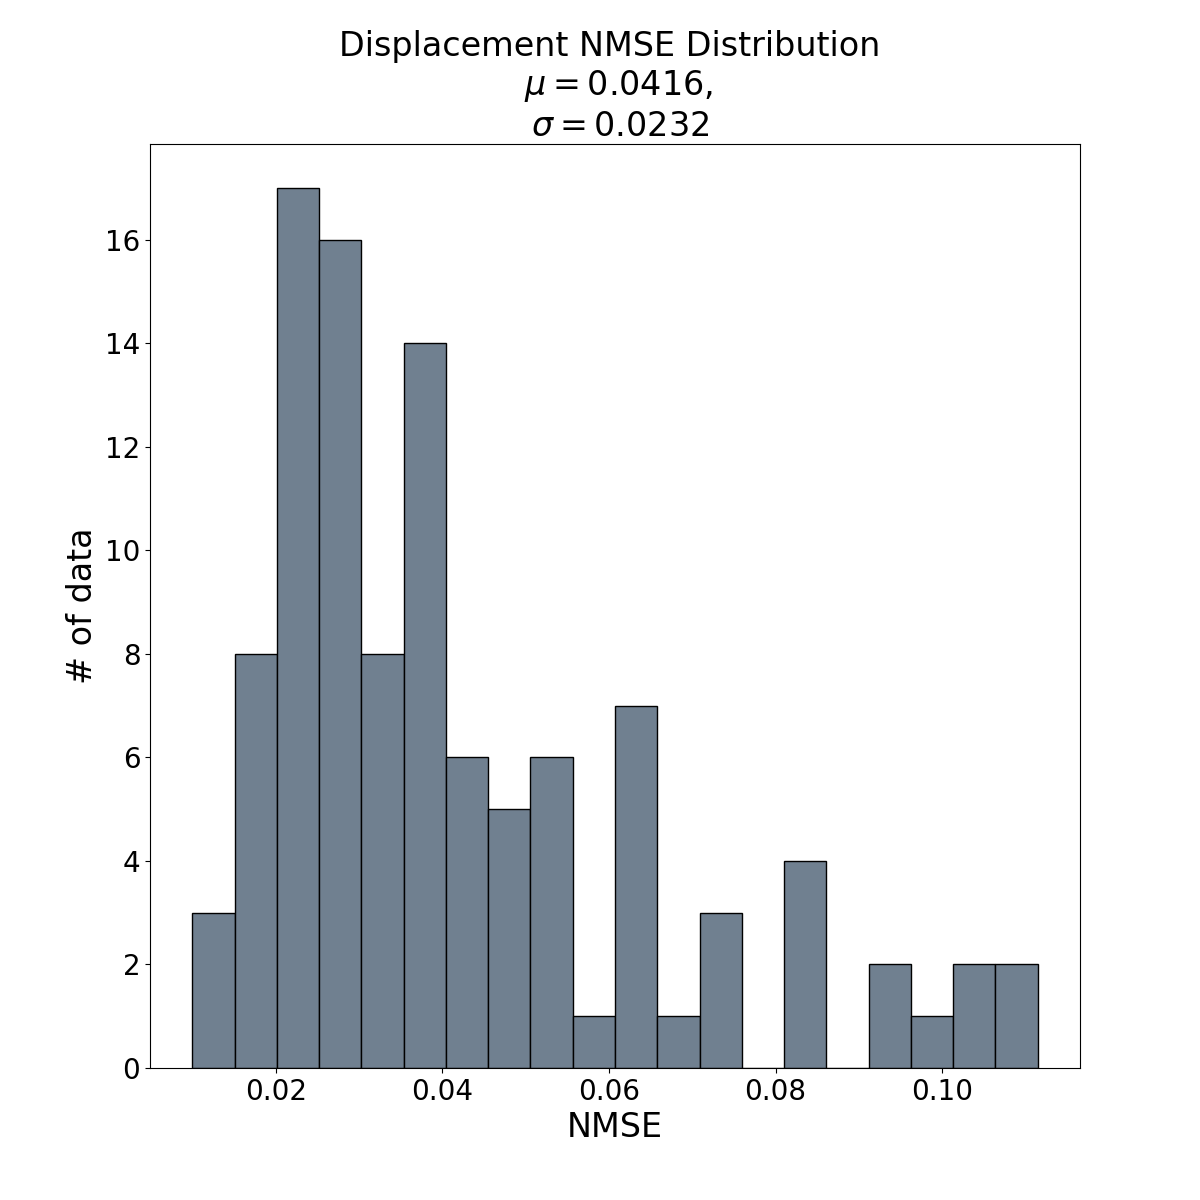 Displacement NMSE Distribution
μ = 0.0416,
σ = 0.0232
16
14
12
10
8
6
4
2
0
# of data
0.02 0.04 0.06 0.08 0.10
NMSE